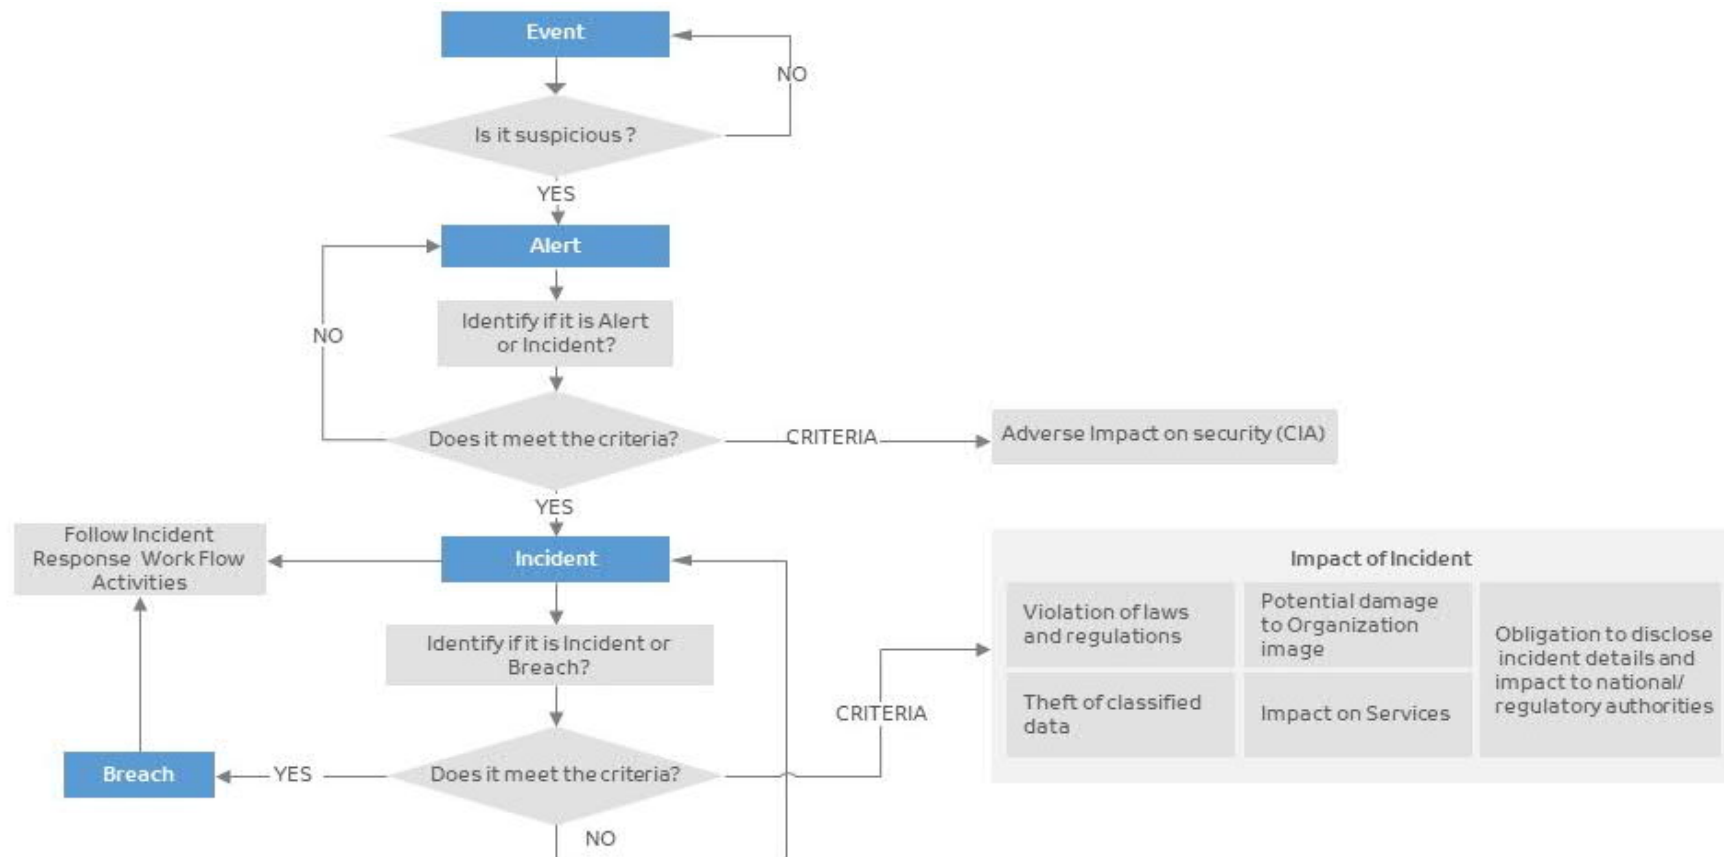 Event
NO
Is it suspicious ?
YES
Alert
Identify if it is Alert
or Incident?
NO
Does it meet the criteria?
CRITERIA
Adverse Impact on security (CIA)
YES
Follow Incident
Response Work Flow
Activities
Incident
Impact of Incident
Violation of laws
and regulations
Potential damage
to Organization
image
Obligation to disclose
incident details and
impact to national/
regulatory authorities
Identify if it is Incident or
Breach?
Theft of classified
data
Impact on Services
CRITERIA
Breach
YES
Does it meet the criteria?
NO